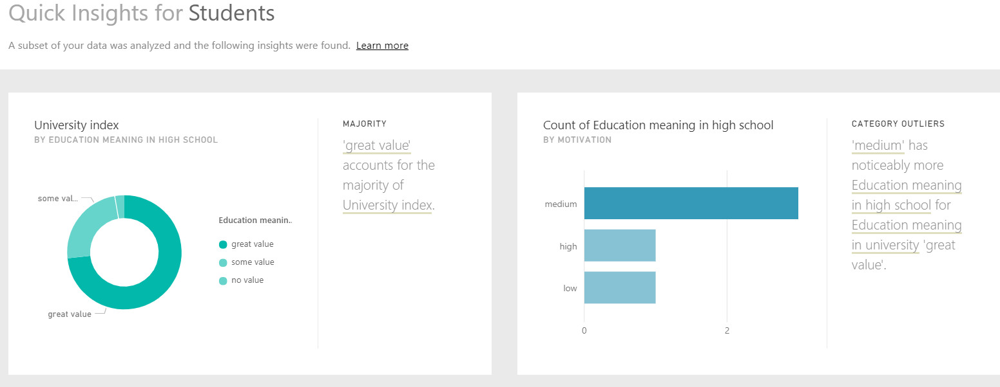 Quick Insights for Students
A subset of your data was analyzed and the following insights were found. Learn more
University index
BY EDUCATION MEANING IN HIGH SCHOOL
some val...
great value
Education meanin..
great value
some value
no value
MAJORITY
'great value'
accounts for the
majority of
University index.
Count of Education meaning in high school
BY MOTIVATION
medium
high
low
0 2
CATEGORY OUTLIERS
'medium' has
noticeably more
Education meaning
in high school for
Education meaning
in university 'great
value'.